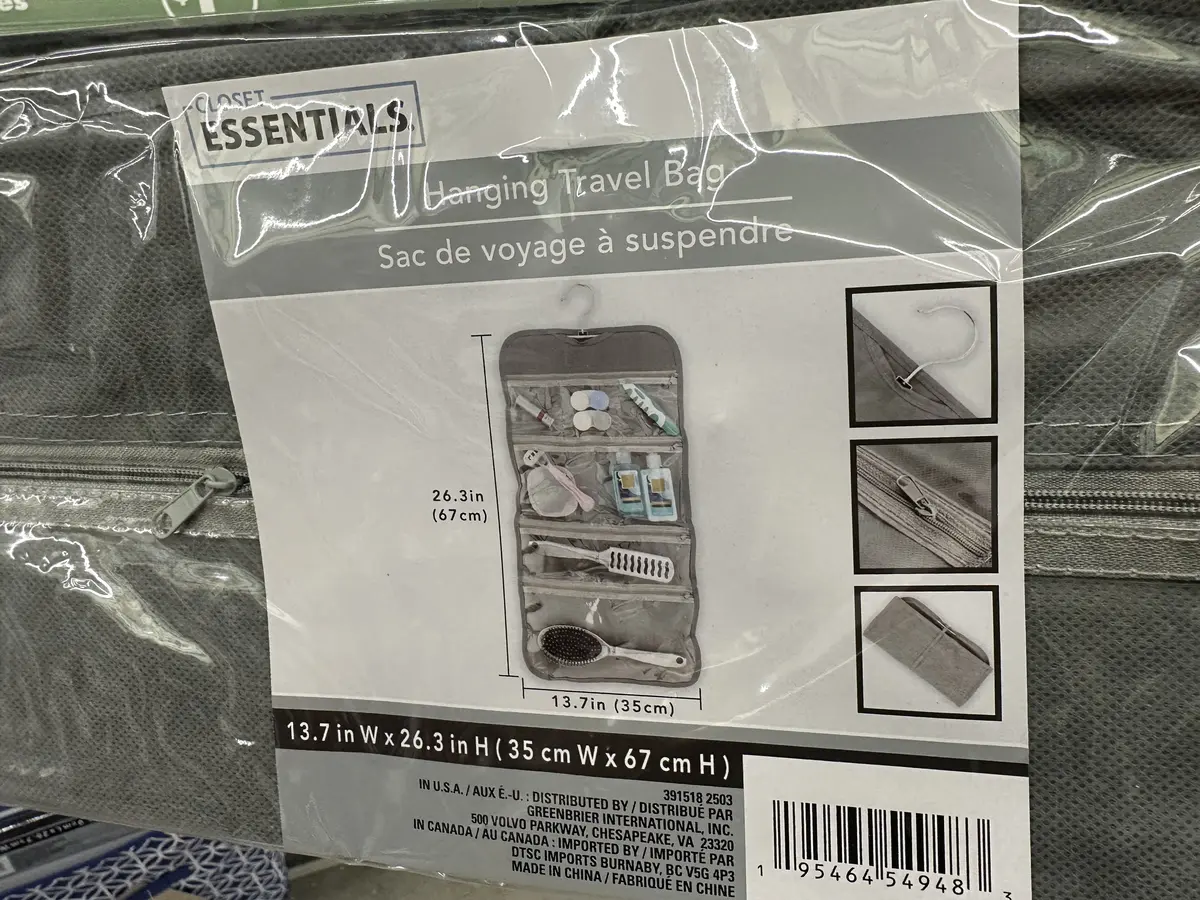 CLOSET
ESSENTIALS.
Hanging Travel Bag
Sac de voyage à suspendre
26.3in
(67cm)
13.7in (35cm)
13.7 in W x 26.3 in H ( 35 cm W x 67 cm H )
391518 2503
IN U.S.A. / AUX É.-U. : DISTRIBUTED BY / DISTRIBUÉ PAR
GREENBRIER INTERNATIONAL, INC.
500 VOLVO PARKWAY, CHESAPEAKE, VA 23320
IN CANADA / AU CANADA : IMPORTED BY / IMPORTÉ PAR
DTSC IMPORTS BURNABY, BC V5G 4P3
MADE IN CHINA / FABRIQUÉ EN CHINE
1 95464 54948 3